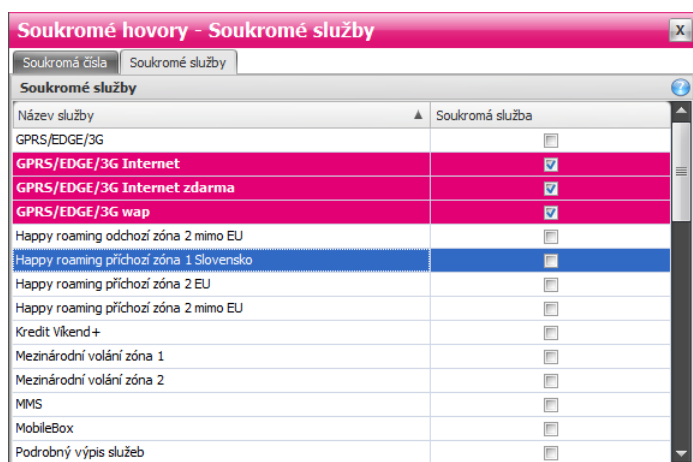 Soukromé hovory - Soukromé služby
x
Soukromá čísla Soukromé služby
Soukromé služby ?
Název služby Soukromá služba
GPRS/EDGE/3G
GPRS/EDGE/3G Internet
GPRS/EDGE/3G Internet zdarma
GPRS/EDGE/3G wap
Happy roaming odchozí zóna 2 mimo EU
Happy roaming příchozí zóna 1 Slovensko
Happy roaming příchozí zóna 2 EU
Happy roaming příchozí zóna 2 mimo EU
Kredit Víkend+
Mezinárodní volání zóna 1
Mezinárodní volání zóna 2
MMS
MobileBox
Podrobný výpis služeb